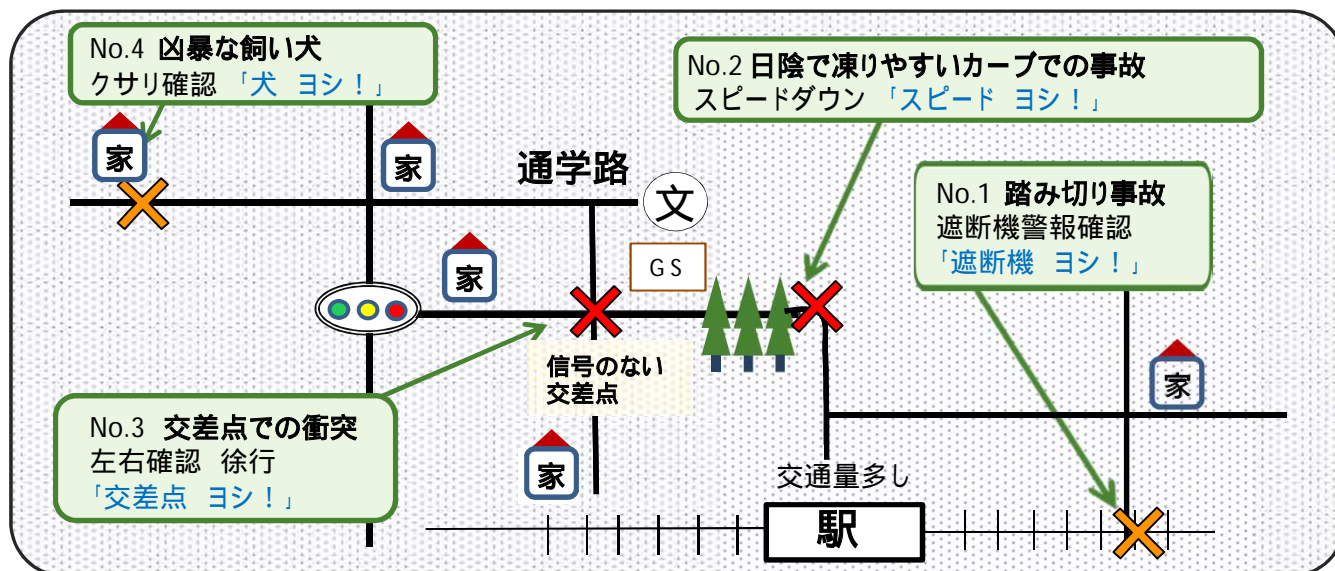 No.4 凶暴な飼い犬
クサリ確認 「犬 ヨシ！」
No.2 日陰で凍りやすいカーブでの事故
スピードダウン 「スピード ヨシ！」
家
家
通学路
文
No.1 踏み切り事故
遮断機警報確認
「遮断機 ヨシ！」
家
GS
信号のない
交差点
家
No.3 交差点での衝突
左右確認 徐行
「交差点 ヨシ！」
家
交通量多し
駅